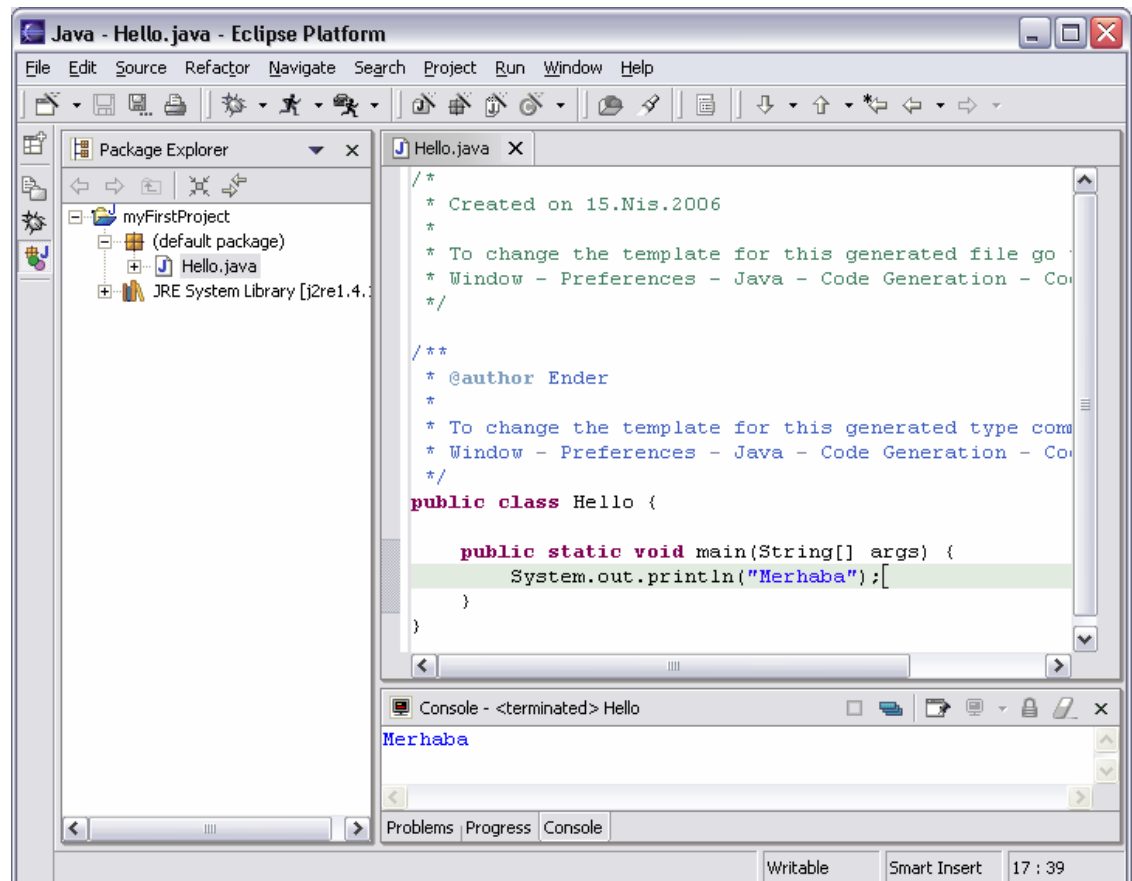 Java - Hello.java - Eclipse Platform
File Edit Source Refactor Navigate Search Project Run Window Help
Package Explorer
myFirstProject
(default package)
Hello.java
JRE System Library [j2re1.4.
Hello.java
/*
* Created on 15.Nis.2006
*
* To change the template for this generated file go
* Window - Preferences - Java - Code Generation - Co
*/
/**
* @author Ender
*
* To change the template for this generated type com
* Window - Preferences - Java - Code Generation - Co
*/
public class Hello {
public static void main(String[] args) {
System.out.println("Merhaba");
}
}
Console - <terminated> Hello
Merhaba
Problems Progress Console
Writable Smart Insert 17 : 39